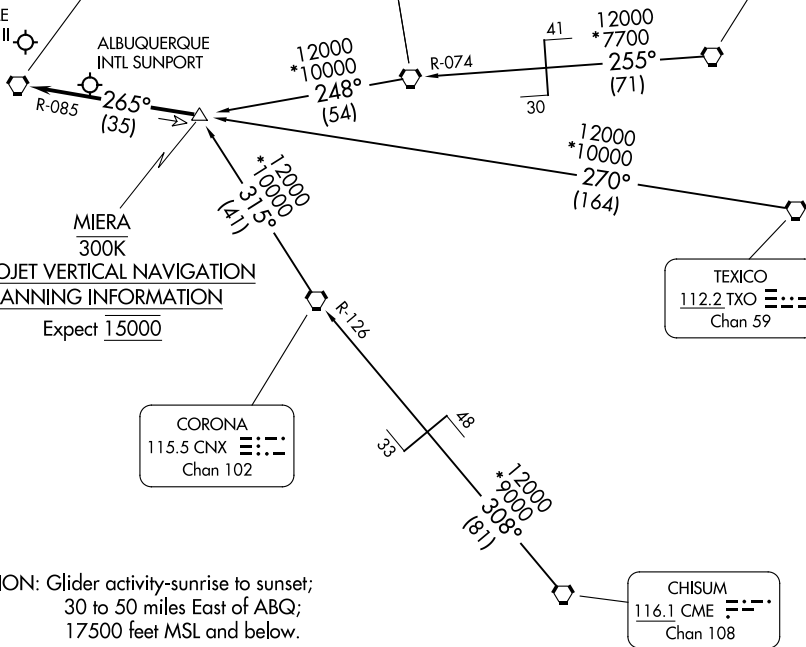 E
II
ALBUQUERQUE
INTL SUNPORT
R-085
265°
(35)
12000
*10000
248°
(54)
R-074
41
30
12000
*7700
255°
(71)
12000
*10000
270°
(164)
*12000
10000
315°
(41)
MIERA
300K
OJET VERTICAL NAVIGATION
ANNING INFORMATION
Expect 15000
TEXICO
112.2 TXO
Chan 59
R-126
CORONA
115.5 CNX
Chan 102
33
48
12000
*9000
308°
(81)
CHISUM
116.1 CME
Chan 108
ION: Glider activity-sunrise to sunset;
30 to 50 miles East of ABQ;
17500 feet MSL and below.